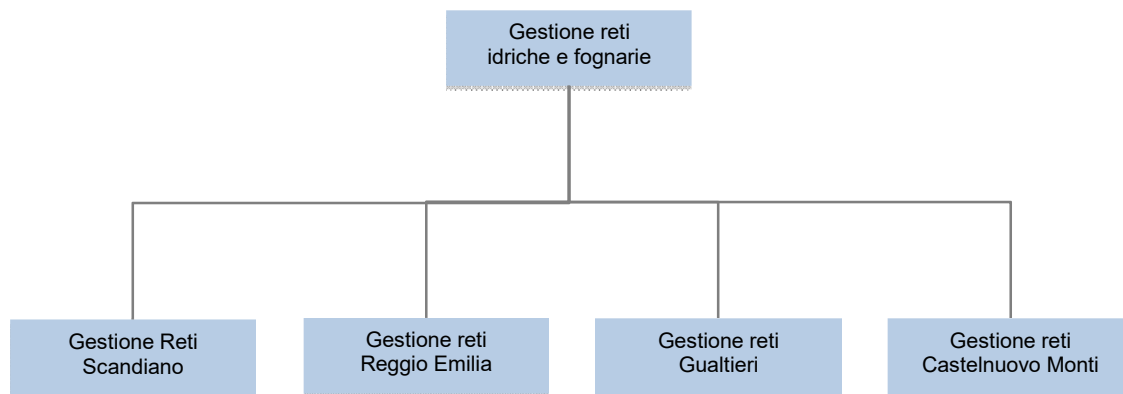 Gestione reti
idriche e fognarie
Gestione Reti
Scandiano
Gestione reti
Reggio Emilia
Gestione reti
Gualtieri
Gestione reti
Castelnuovo Monti